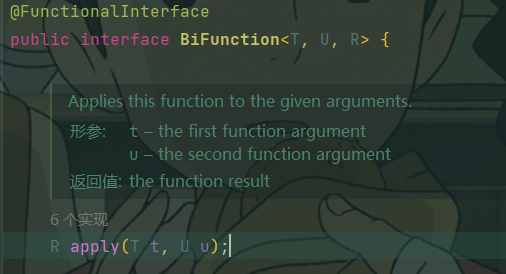 @FunctionalInterface
public interface BiFunction<T, U, R> {
Applies this function to the given arguments.
形参: t – the first function argument
u – the second function argument
返回值: the function result
6 个实现
R apply(T t, U u);